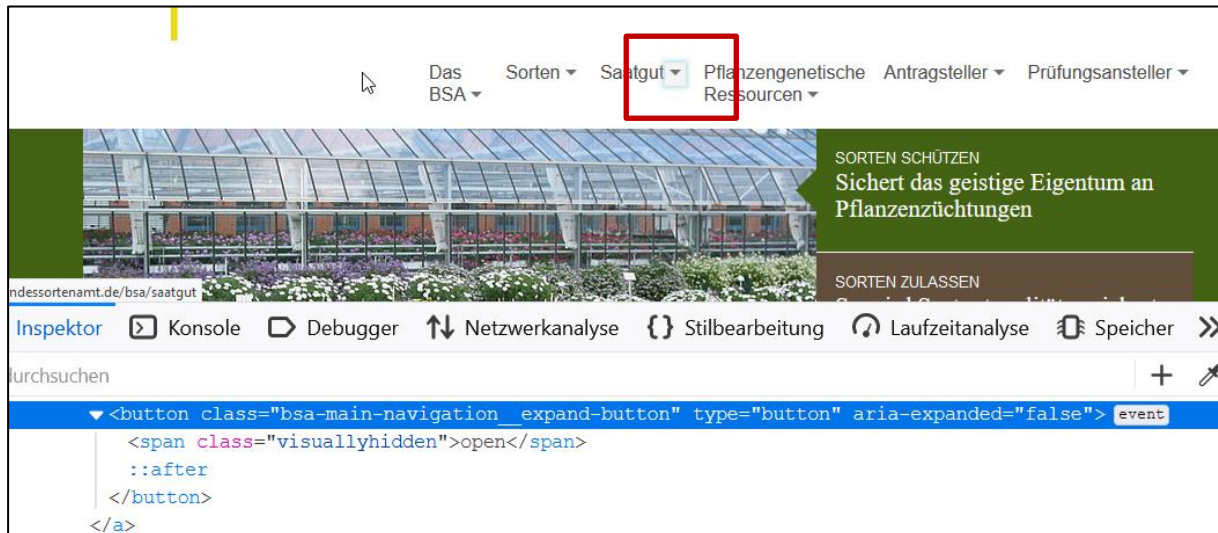 Das
BSA
Sorten
Saatgut
Pflanzengenetische
Ressourcen
Antragsteller
Prüfungsansteller
SORTEN SCHÜTZEN
Sichert das geistige Eigentum an
Pflanzenzüchtungen
SORTEN ZULASSEN
ndessortenamt.de/bsa/saatgut
Inspektor Konsole Debugger Netzwerkanalyse {} Stilbearbeitung Laufzeitanalyse Speicher
durchsuchen
<button class="bsa-main-navigation__expand-button" type="button" aria-expanded="false"> event
<span class="visuallyhidden">open</span>
::after
</button>
</a>